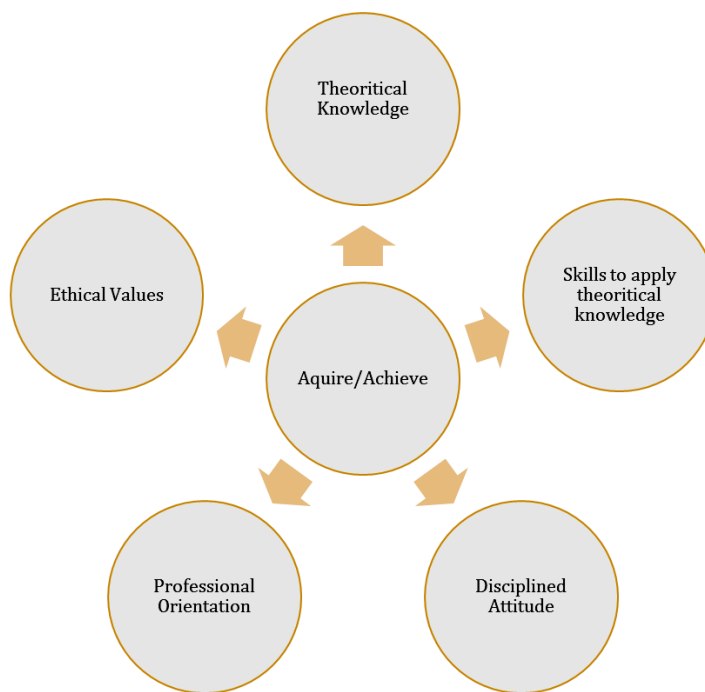 Theoritical
Knowledge
Ethical Values
Skills to apply
theoritical
knowledge
Aquire/Achieve
Professional
Orientation
Disciplined
Attitude